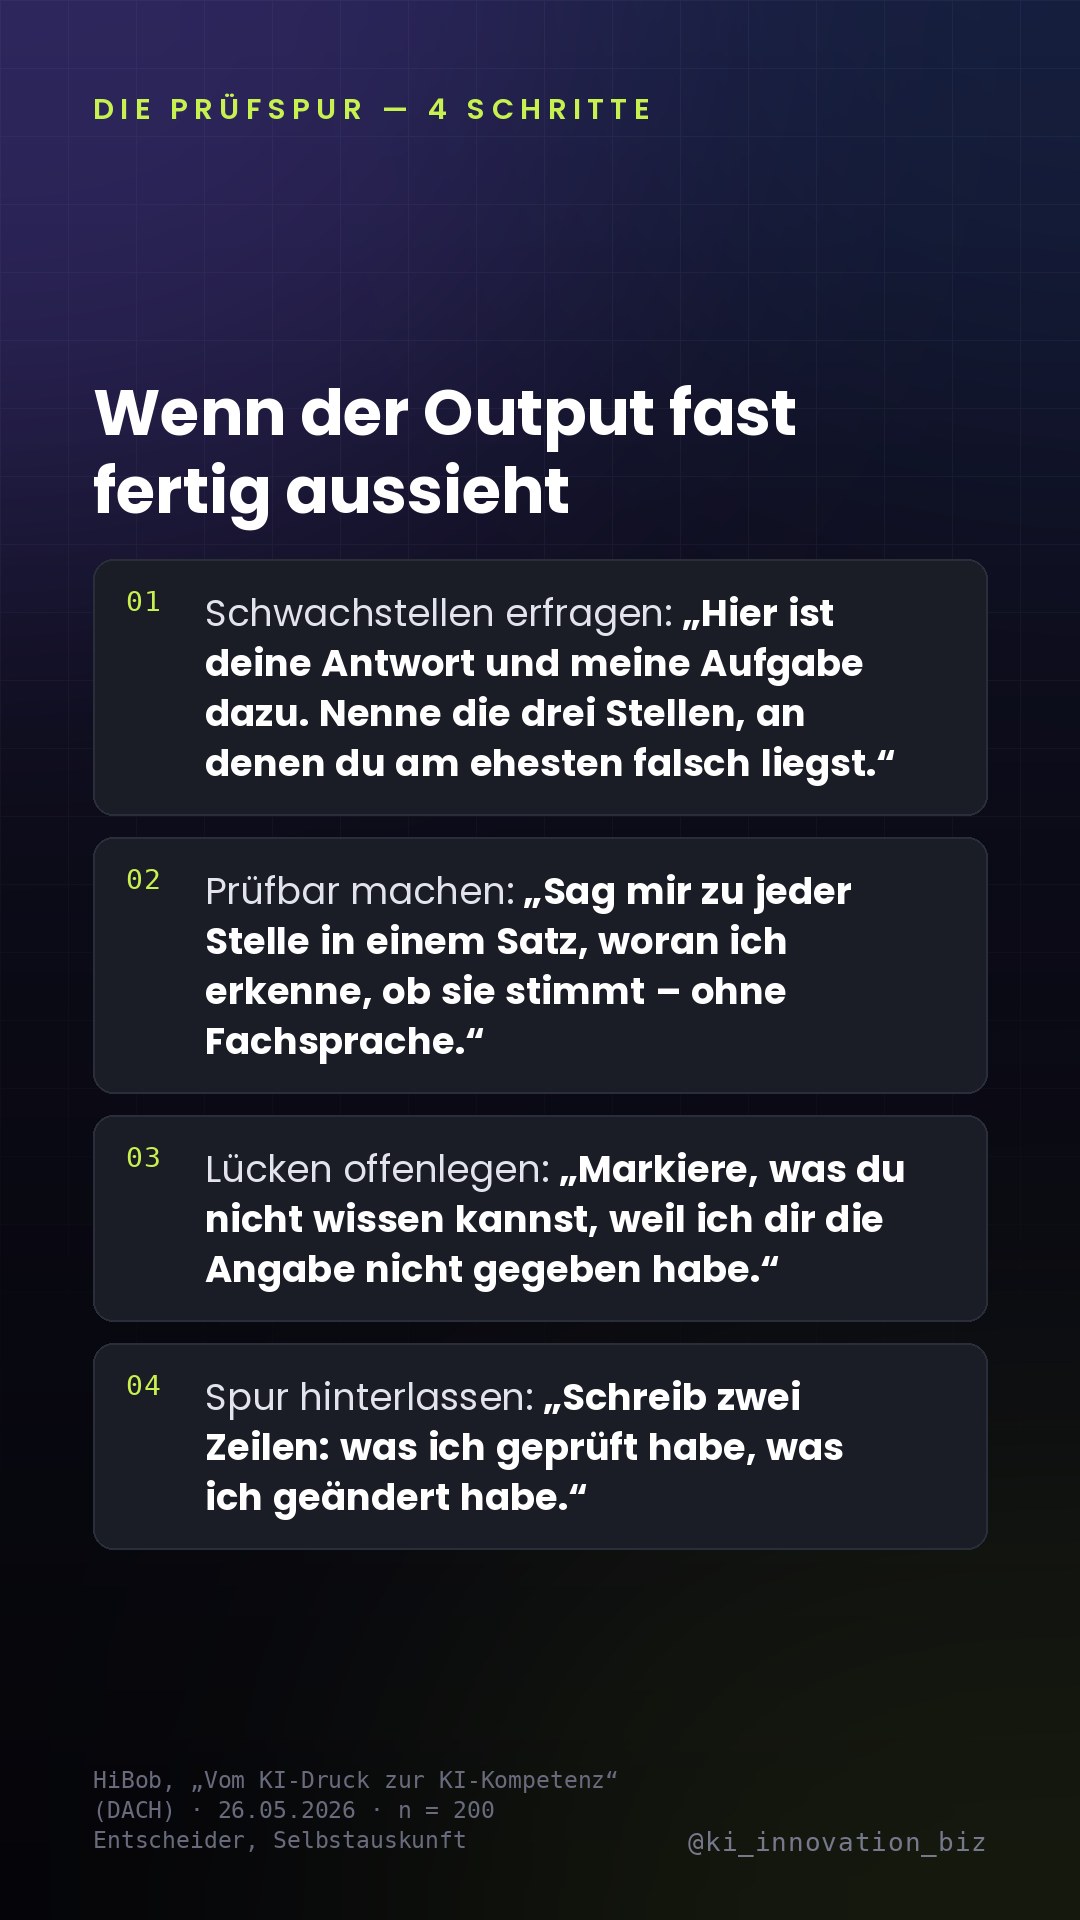 DIE PRÜFSPUR — 4 SCHRITTE
Wenn der Output fast
fertig aussieht
01
Schwachstellen erfragen: „Hier ist
deine Antwort und meine Aufgabe
dazu. Nenne die drei Stellen, an
denen du am ehesten falsch liegst.“
02
Prüfbar machen: „Sag mir zu jeder
Stelle in einem Satz, woran ich
erkenne, ob sie stimmt – ohne
Fachsprache.“
03
Lücken offenlegen: „Markiere, was du
nicht wissen kannst, weil ich dir die
Angabe nicht gegeben habe.“
04
Spur hinterlassen: „Schreib zwei
Zeilen: was ich geprüft habe, was
ich geändert habe.“
HiBob, „Vom KI-Druck zur KI-Kompetenz“
(DACH) · 26.05.2026 · n = 200
Entscheider, Selbstauskunft
@ki_innovation_biz